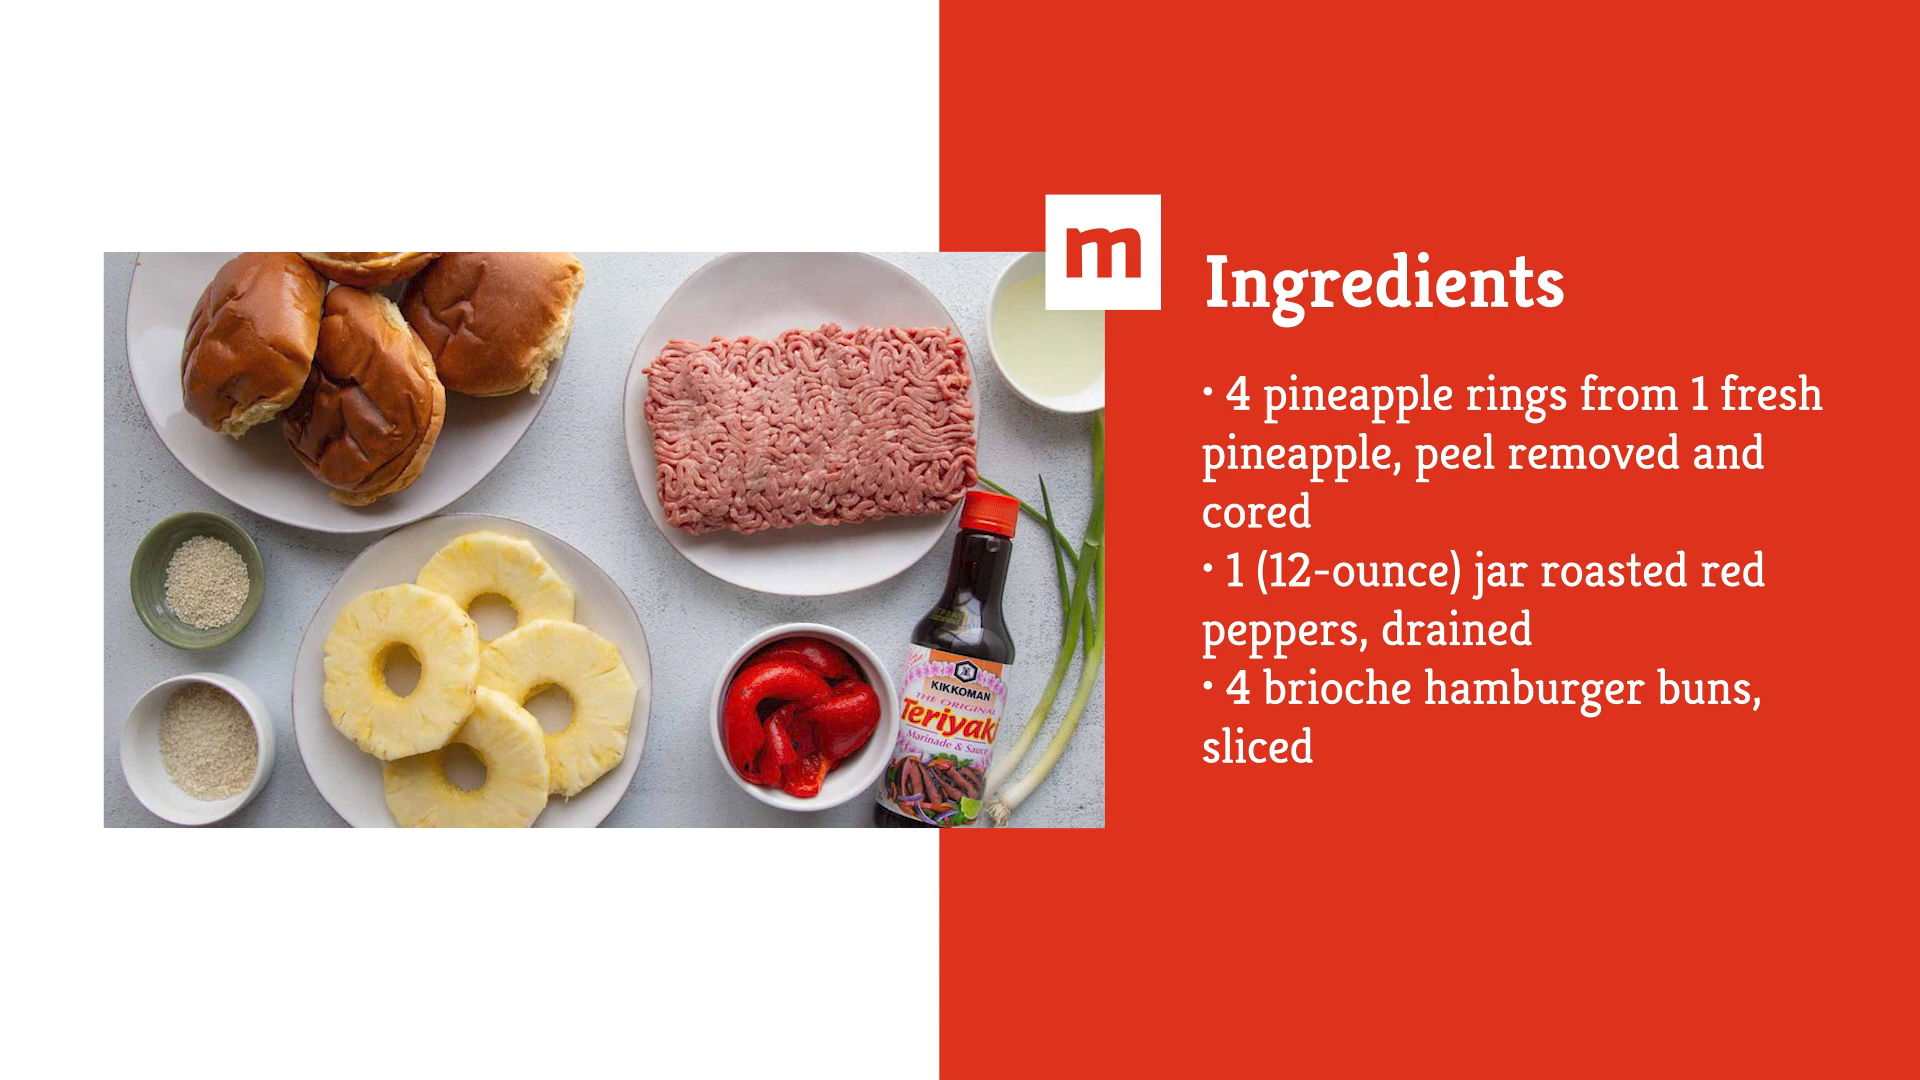 m
Ingredients
• 4 pineapple rings from 1 fresh
pineapple, peel removed and
cored
• 1 (12-ounce) jar roasted red
peppers, drained
• 4 brioche hamburger buns,
sliced
KIKKOMAN
THE ORIGINAL
Teriyaki
Marinade & Sauce